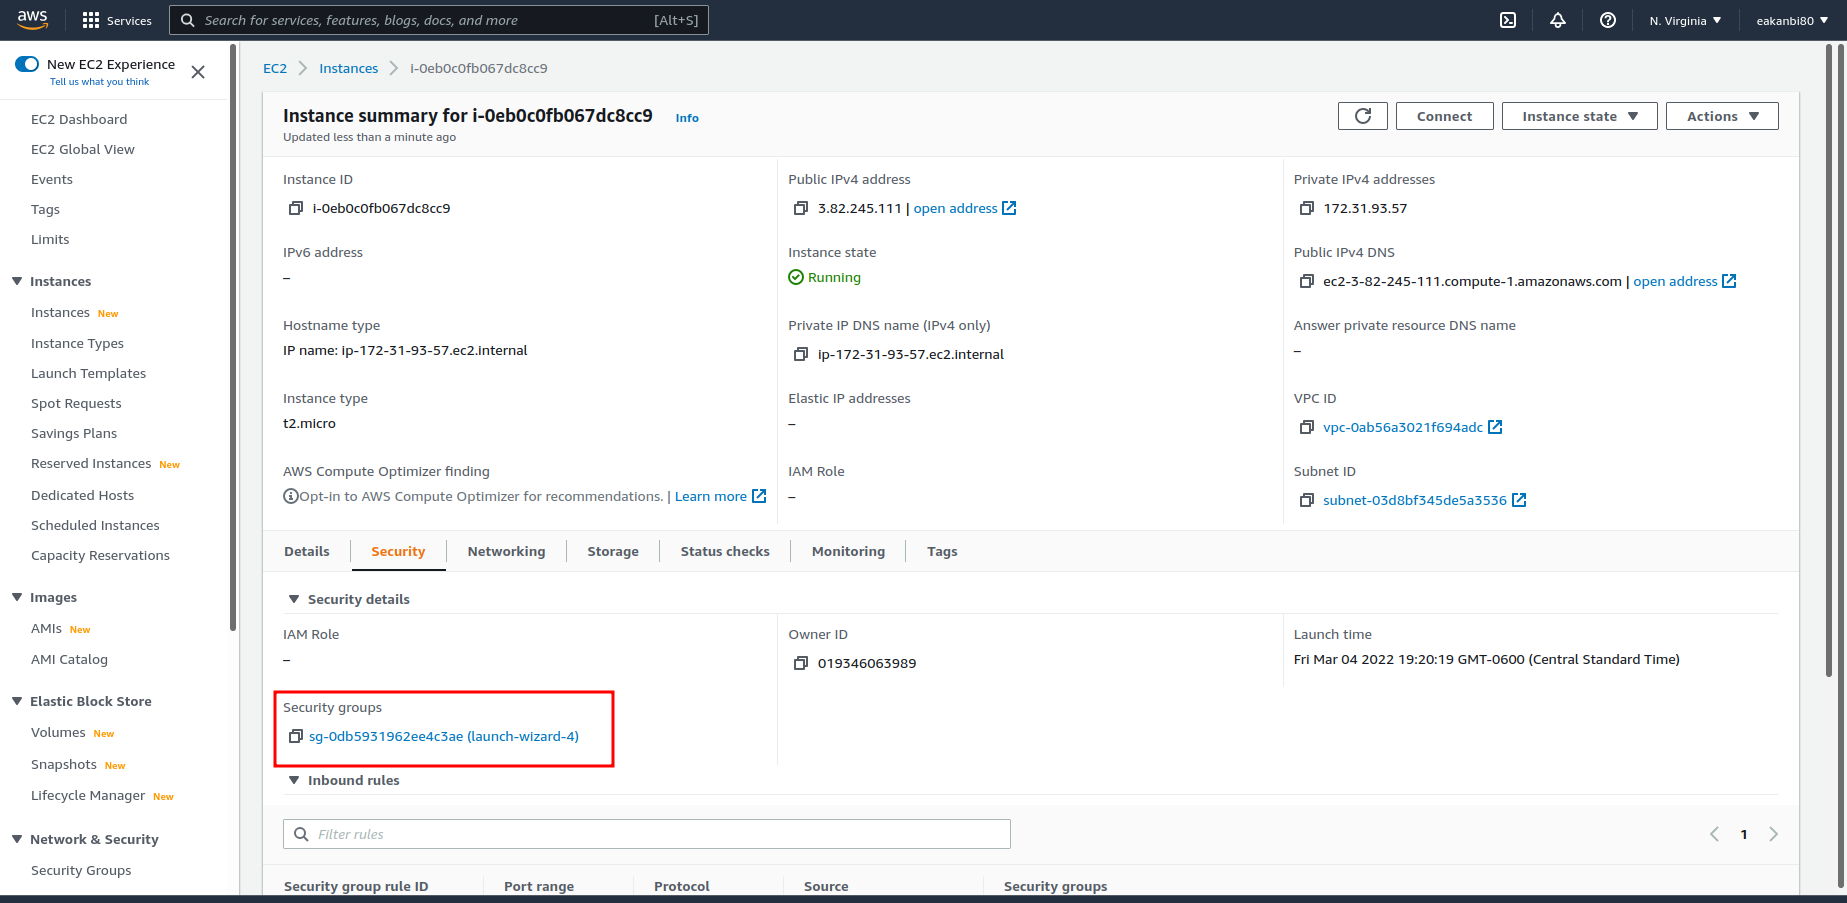 aws
Services
Search for services, features, blogs, docs, and more
[Alt+S]
N. Virginia
eakanbi80
New EC2 Experience
Tell us what you think
EC2 Dashboard
EC2 Global View
Events
Tags
Limits
Instances
Instances New
Instance Types
Launch Templates
Spot Requests
Savings Plans
Reserved Instances New
Dedicated Hosts
Scheduled Instances
Capacity Reservations
Images
AMIs New
AMI Catalog
Elastic Block Store
Volumes New
Snapshots New
Lifecycle Manager New
Network & Security
Security Groups
EC2 Instances i-0eb0c0fb067dc8cc9
Instance summary for i-0eb0c0fb067dc8cc9 Info
Updated less than a minute ago
Connect
Instance state
Actions
Instance ID
i-0eb0c0fb067dc8cc9
Public IPv4 address
3.82.245.111 | open address
Private IPv4 addresses
172.31.93.57
IPv6 address
–
Instance state
Running
Public IPv4 DNS
ec2-3-82-245-111.compute-1.amazonaws.com | open address
Hostname type
IP name: ip-172-31-93-57.ec2.internal
Private IP DNS name (IPv4 only)
ip-172-31-93-57.ec2.internal
Answer private resource DNS name
–
Instance type
t2.micro
Elastic IP addresses
–
VPC ID
vpc-0ab56a3021f694adc
AWS Compute Optimizer finding
Opt-in to AWS Compute Optimizer for recommendations. | Learn more
IAM Role
–
Subnet ID
subnet-03d8bf345de5a3536
Details
Security
Networking
Storage
Status checks
Monitoring
Tags
Security details
IAM Role
–
Owner ID
019346063989
Launch time
Fri Mar 04 2022 19:20:19 GMT-0600 (Central Standard Time)
Security groups
sg-0db5931962ee4c3ae (launch-wizard-4)
Inbound rules
Filter rules
1
Security group rule ID
Port range
Protocol
Source
Security groups